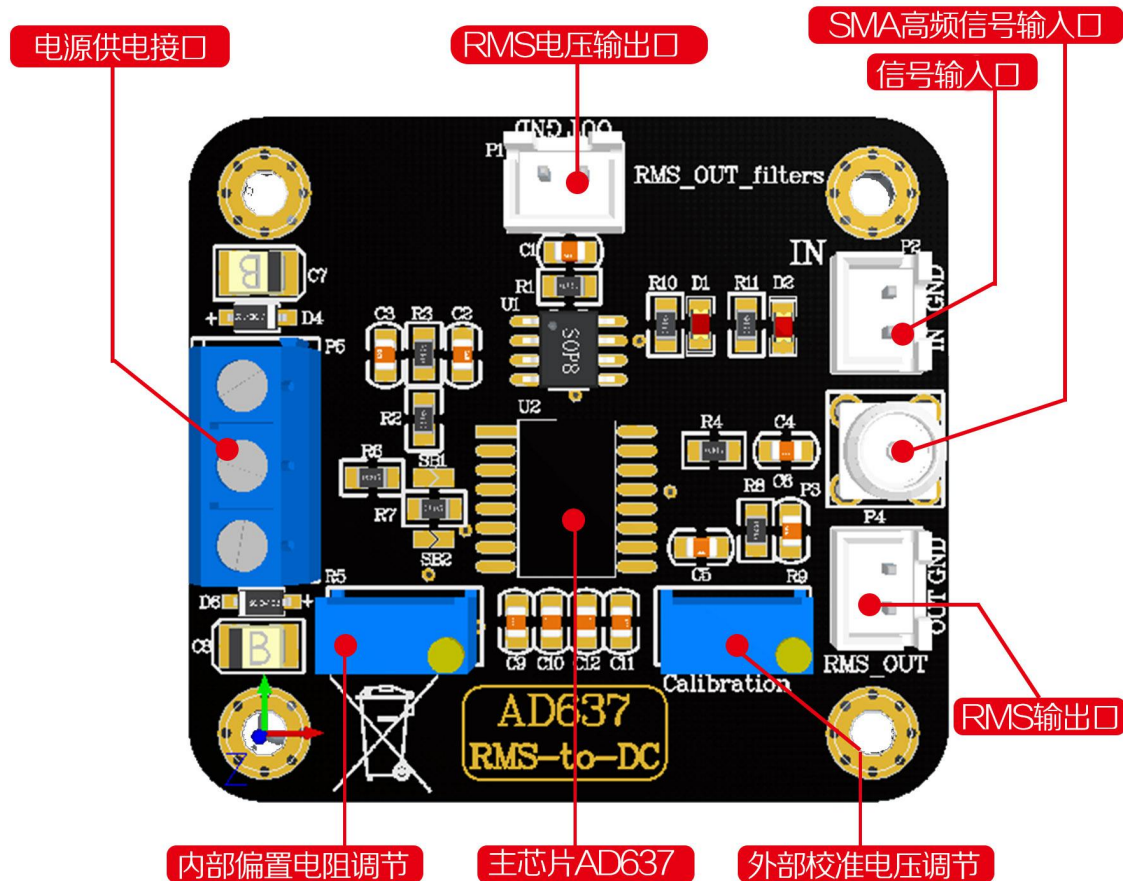 SMA高频信号输入口
电源供电接口
RMS电压输出口
信号输入口
OUT GND
P1
RMS_OUT_filters
IN
P2
IN GND
C7
C1
R1
U1
R10
D1
R11
D2
+
D4
P5
C3
R3
C2
SOP8
R2
U2
R4
C4
R6
SB1
C6
P3
R8
R7
P4
SB2
C5
R5
R9
OUT GND
D6
+
C8
B
B
C9
C10
C12
C11
RMS_OUT
Calibration
AD637
RMS-to-DC
Z
RMS输出口
内部偏置电阻调节
主芯片AD637
外部校准电压调节